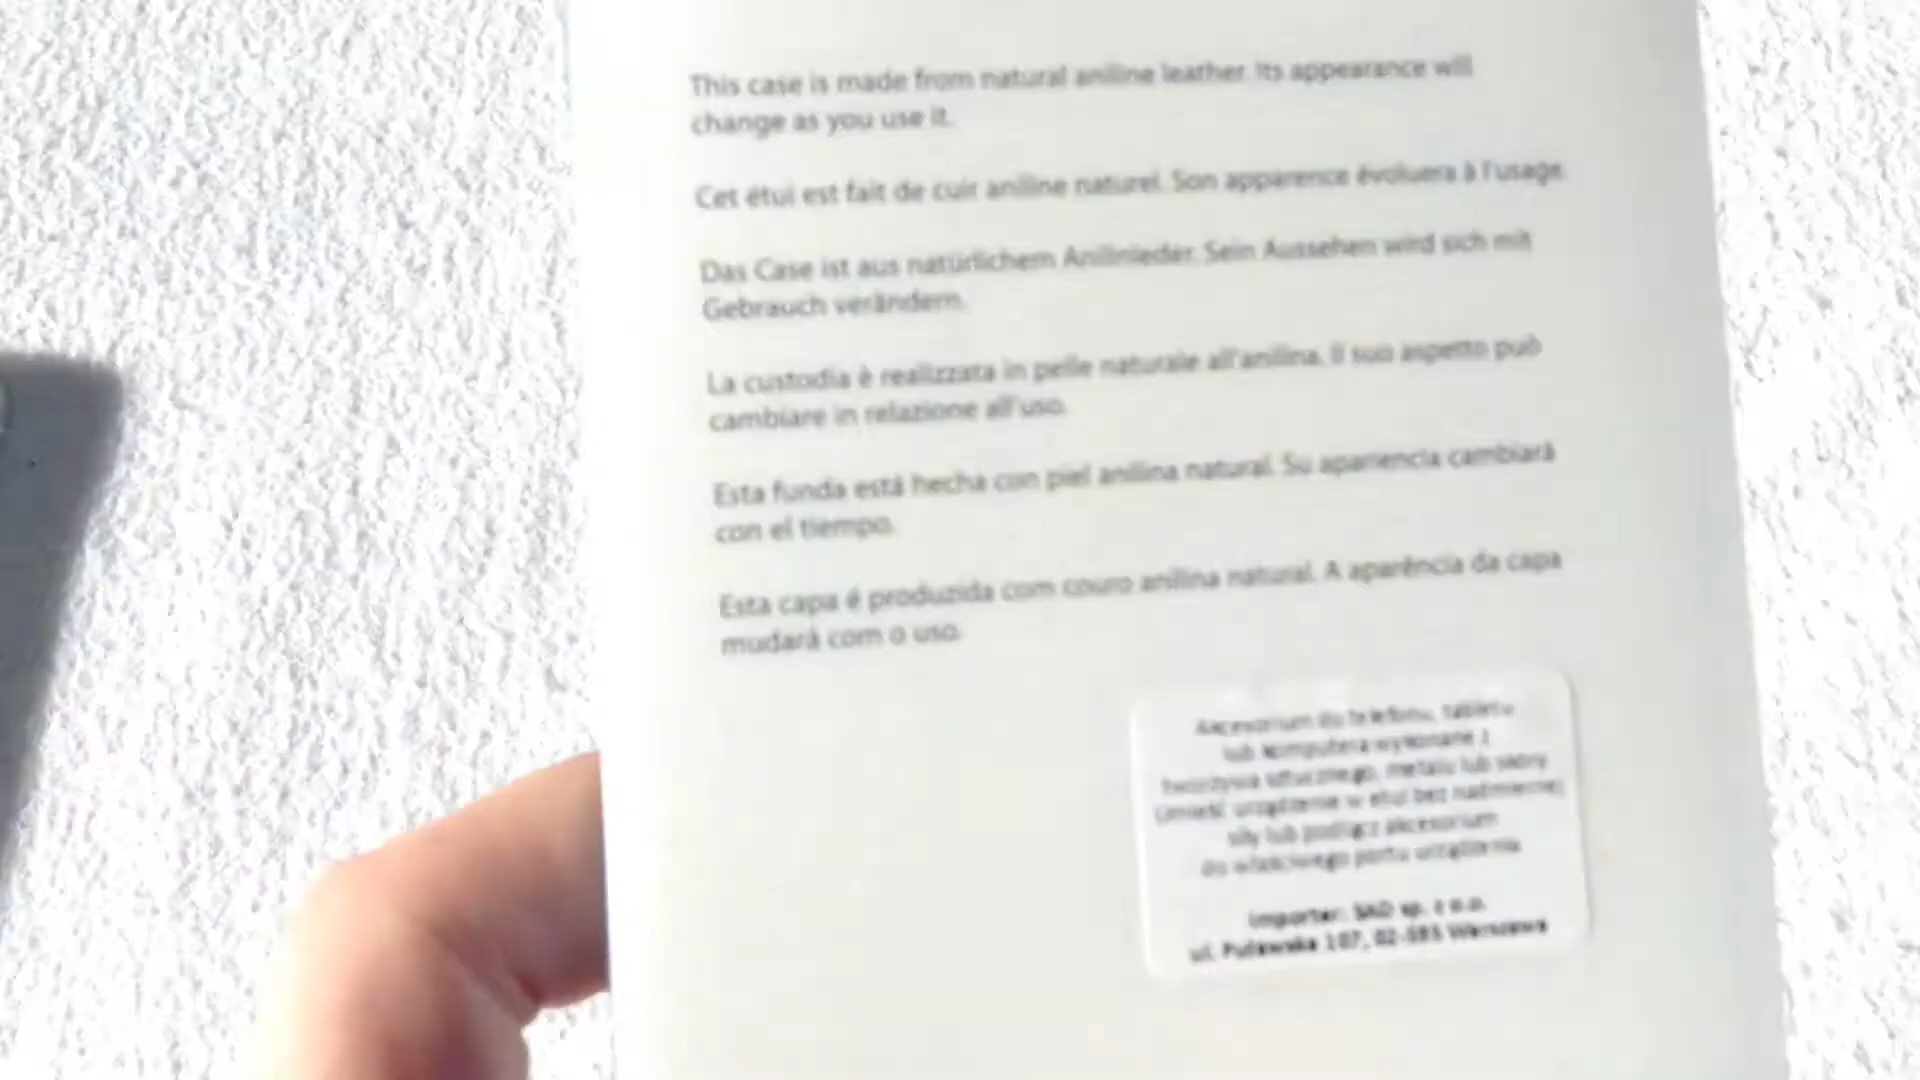 This case is made from natural aniline leather. Its appearance will
change as you use it.
Cet étui est fait de cuir aniline naturel. Son apparence évoluera à l'usage.
Das Case ist aus natürlichem Anilinleder. Sein Aussehen wird sich mit
Gebrauch verändern.
La custodia è realizzata in pelle naturale all'anilina. Il suo aspetto può
cambiare in relazione all'uso.
Esta funda está hecha con piel anilina natural. Su apariencia cambiará
con el tiempo.
Esta capa é produzida com couro anilina natural. A aparência da capa
mudará com o uso.
Akcesorium do telefonu, tabletu
lub komputera wykonane z
tworzywa sztucznego, metalu lub skóry.
Umieść urządzenie w etui bez nadmiernej
siły lub podłącz akcesorium
do właściwego portu urządzenia
Importer: SAD sp. z o.o.
ul. Puławska 107, 02-595 Warszawa